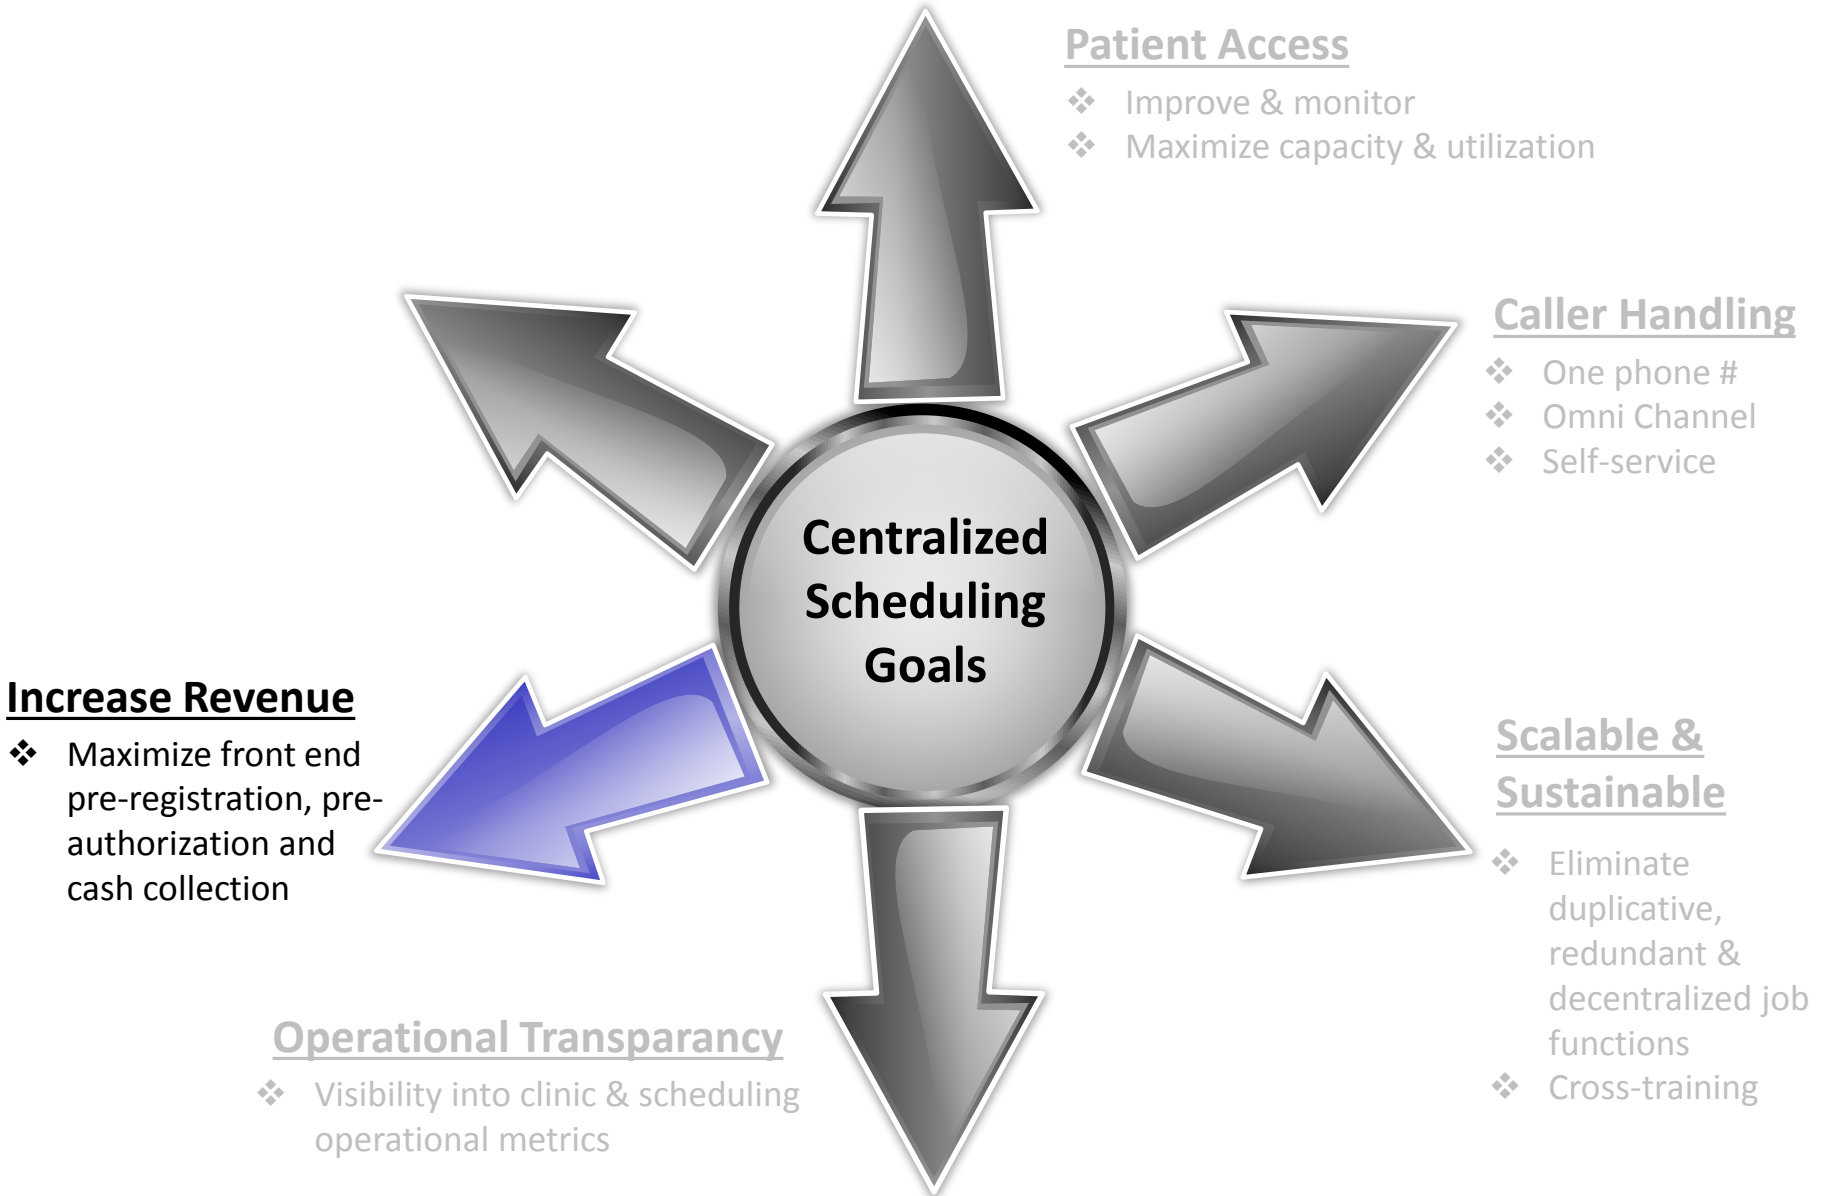 Patient Access
❖ Improve & monitor
❖ Maximize capacity & utilization
Caller Handling
❖ One phone #
❖ Omni Channel
❖ Self-service
Centralized
Scheduling
Goals
Increase Revenue
❖ Maximize front end
pre-registration, pre-
authorization and
cash collection
Scalable &
Sustainable
❖ Eliminate
duplicative,
redundant &
decentralized job
functions
❖ Cross-training
Operational Transparancy
❖ Visibility into clinic & scheduling
operational metrics